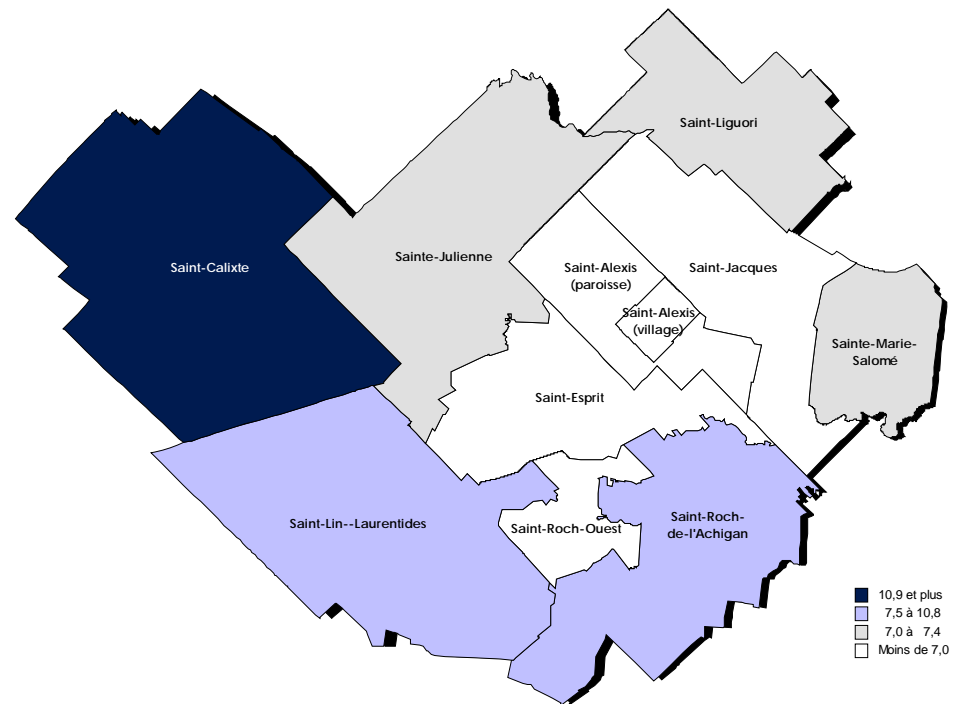 Saint-Liguori
Saint-Calixte
Sainte-Julienne
Saint-Alexis
(paroisse)
Saint-Jacques
Saint-Alexis
(village)
Sainte-Marie-
Salomé
Saint-Esprit
Saint-Lin--Laurentides
Saint-Roch-Ouest
Saint-Roch-
de-l'Achigan
10,9 et plus
7,5 à 10,8
7,0 à 7,4
Moins de 7,0